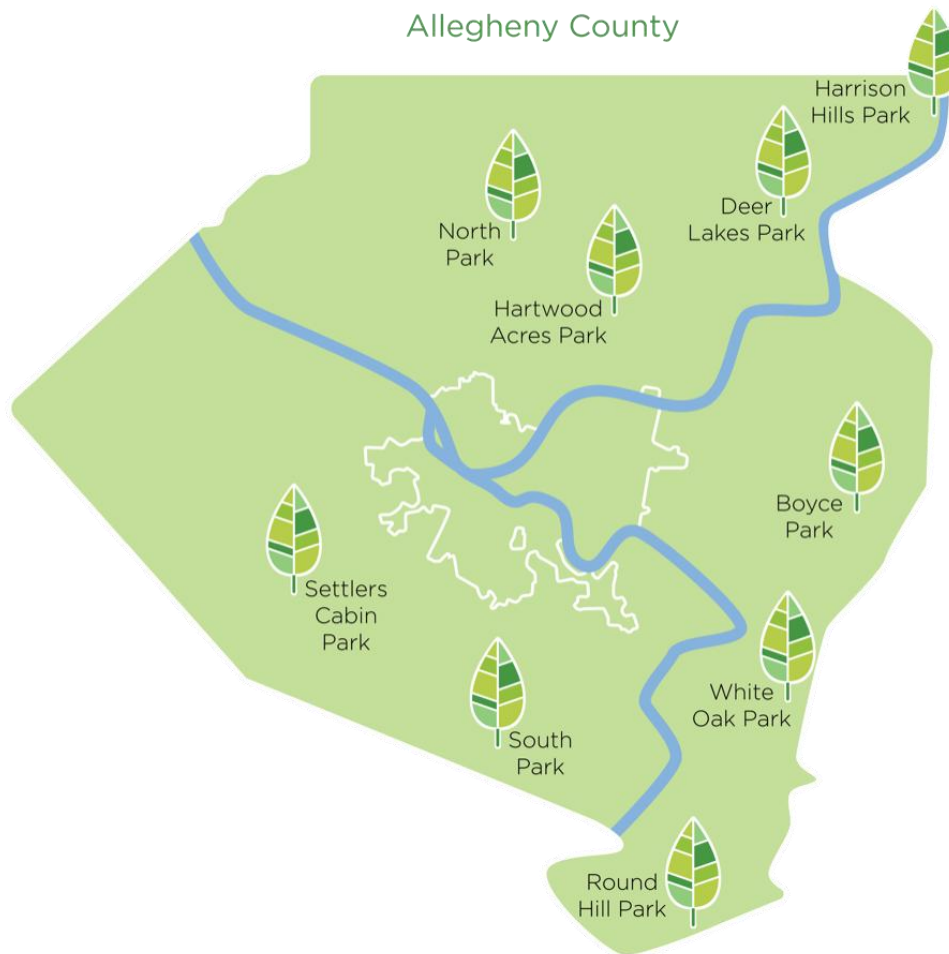 Allegheny County
Harrison
Hills Park
Deer
Lakes Park
North
Park
Hartwood
Acres Park
Boyce
Park
Settlers
Cabin
Park
White
Oak Park
South
Park
Round
Hill Park